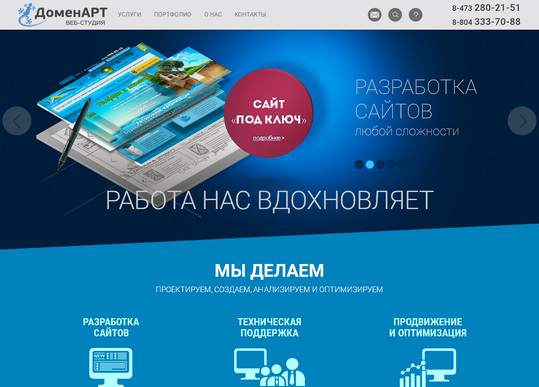 ДоменАРТ
ВЕБ-СТУДИЯ
УСЛУГИ ПОРТФОЛИО О НАС КОНТАКТЫ
8-473 280-21-51
8-804 333-70-88
САЙТ
«ПОД КЛЮЧ»
подробнее >
РАЗРАБОТКА
САЙТОВ
любой сложности
РАБОТА НАС ВДОХНОВЛЯЕТ
МЫ ДЕЛАЕМ
ПРОЕКТИРУЕМ, СОЗДАЕМ, АНАЛИЗИРУЕМ И ОПТИМИЗИРУЕМ
РАЗРАБОТКА
САЙТОВ
ТЕХНИЧЕСКАЯ
ПОДДЕРЖКА
ПРОДВИЖЕНИЕ
И ОПТИМИЗАЦИЯ
NEWS